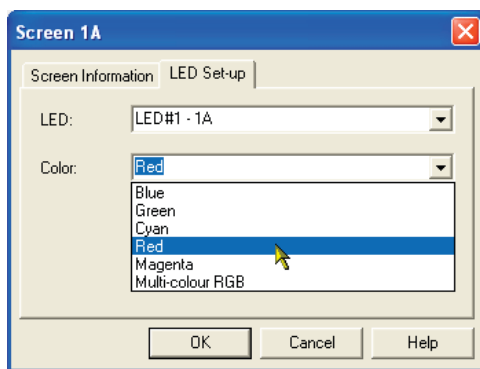 Screen 1A
Screen Information LED Set-up
LED: LED#1 - 1A
Color: Red
Blue
Green
Cyan
Red
Magenta
Multi-colour RGB
OK Cancel Help